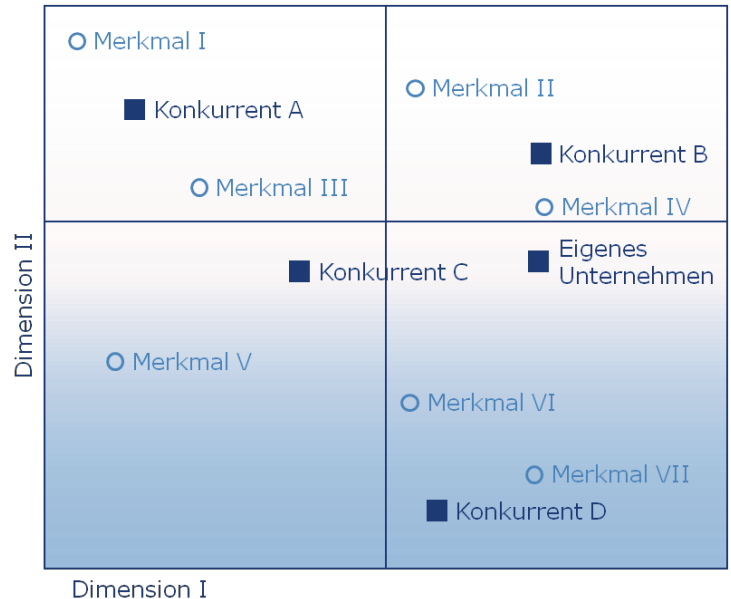 Merkmal I
Merkmal II
Konkurrent A
Konkurrent B
Merkmal III
Merkmal IV
Eigenes
Unternehmen
Konkurrent C
Merkmal V
Merkmal VI
Merkmal VII
Konkurrent D
Dimension II
Dimension I